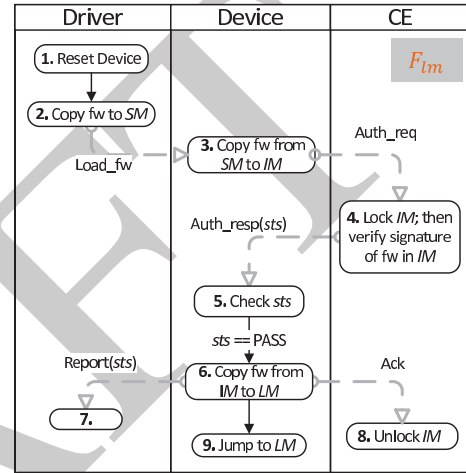 Driver Device CE
1. Reset Device
F_lm
2. Copy fw to SM
Load_fw
3. Copy fw from
SM to IM
Auth_req
4. Lock IM; then
verify signature
of fw in IM
Auth_resp(sts)
5. Check sts
sts == PASS
Report(sts)
6. Copy fw from
IM to LM
Ack
7.
8. Unlock IM
9. Jump to LM